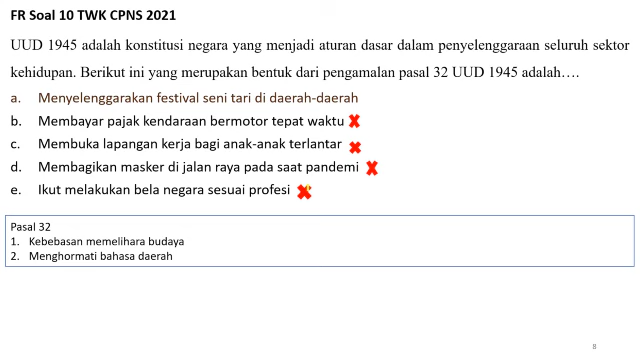 FR Soal 10 TWK CPNS 2021
UUD 1945 adalah konstitusi negara yang menjadi aturan dasar dalam penyelenggaraan seluruh sektor
kehidupan. Berikut ini yang merupakan bentuk dari pengamalan pasal 32 UUD 1945 adalah….
a. Menyelenggarakan festival seni tari di daerah-daerah
b. Membayar pajak kendaraan bermotor tepat waktu
c. Membuka lapangan kerja bagi anak-anak terlantar
d. Membagikan masker di jalan raya pada saat pandemi
e. Ikut melakukan bela negara sesuai profesi
Pasal 32
1. Kebebasan memelihara budaya
2. Menghormati bahasa daerah
8